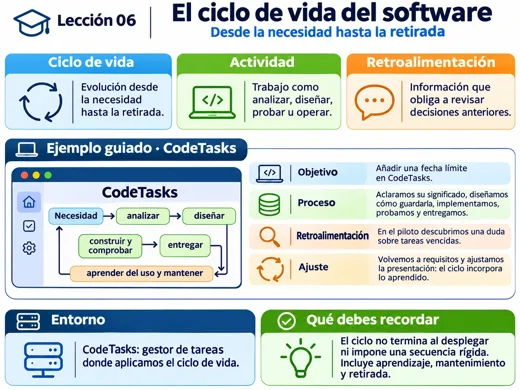 Lección 06
El ciclo de vida del software
Desde la necesidad hasta la retirada
Ciclo de vida
Evolución desde
la necesidad
hasta la retirada.
Actividad
Trabajo como
analizar, diseñar,
probar u operar.
Retroalimentación
Información que
obliga a revisar
decisiones anteriores.
Ejemplo guiado · CodeTasks
CodeTasks
Necesidad
analizar
diseñar
construir y
comprobar
entregar
aprender del uso y mantener
Objetivo
Añadir una fecha límite
en CodeTasks.
Proceso
Aclaramos su significado, diseñamos
cómo guardarla, implementamos,
probamos y entregamos.
Retroalimentación
En el piloto descubrimos una duda
sobre tareas vencidas.
Ajuste
Volvemos a requisitos y ajustamos
la presentación: el ciclo incorpora
lo aprendido.
Entorno
CodeTasks: gestor de tareas
donde aplicamos el ciclo de vida.
Qué debes recordar
El ciclo no termina al desplegar
ni impone una secuencia rígida.
Incluye aprendizaje, mantenimiento
y retirada.